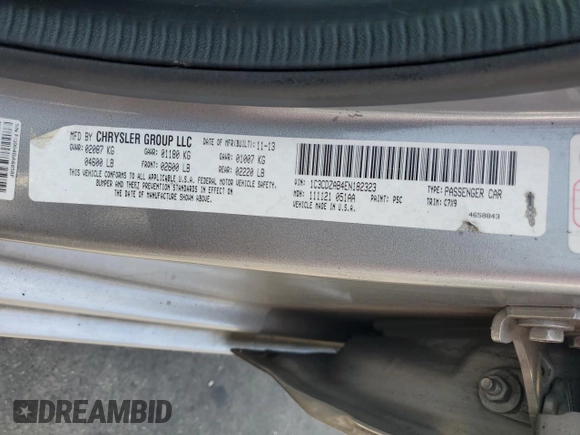 MFD BY CHRYSLER GROUP LLC
DATE OF MFR(BUILT): 11-13
GVWR: 02087 KG
GAWR: 01180 KG
GAWR: 01007 KG
04600 LB
FRONT: 02600 LB
REAR: 02220 LB
THIS VEHICLE CONFORMS TO ALL APPLICABLE U.S.A. FEDERAL MOTOR VEHICLE SAFETY,
BUMPER AND THEFT PREVENTION STANDARDS IN EFFECT ON
THE DATE OF MANUFACTURE SHOWN ABOVE.
VIN: 1C3CDZAB4EN182323
TYPE: PASSENGER CAR
MDH: 111121 051AA
PAINT: PSC
TRIM: C7X9
MADE IN U.S.A.
4658843
DREAMBID